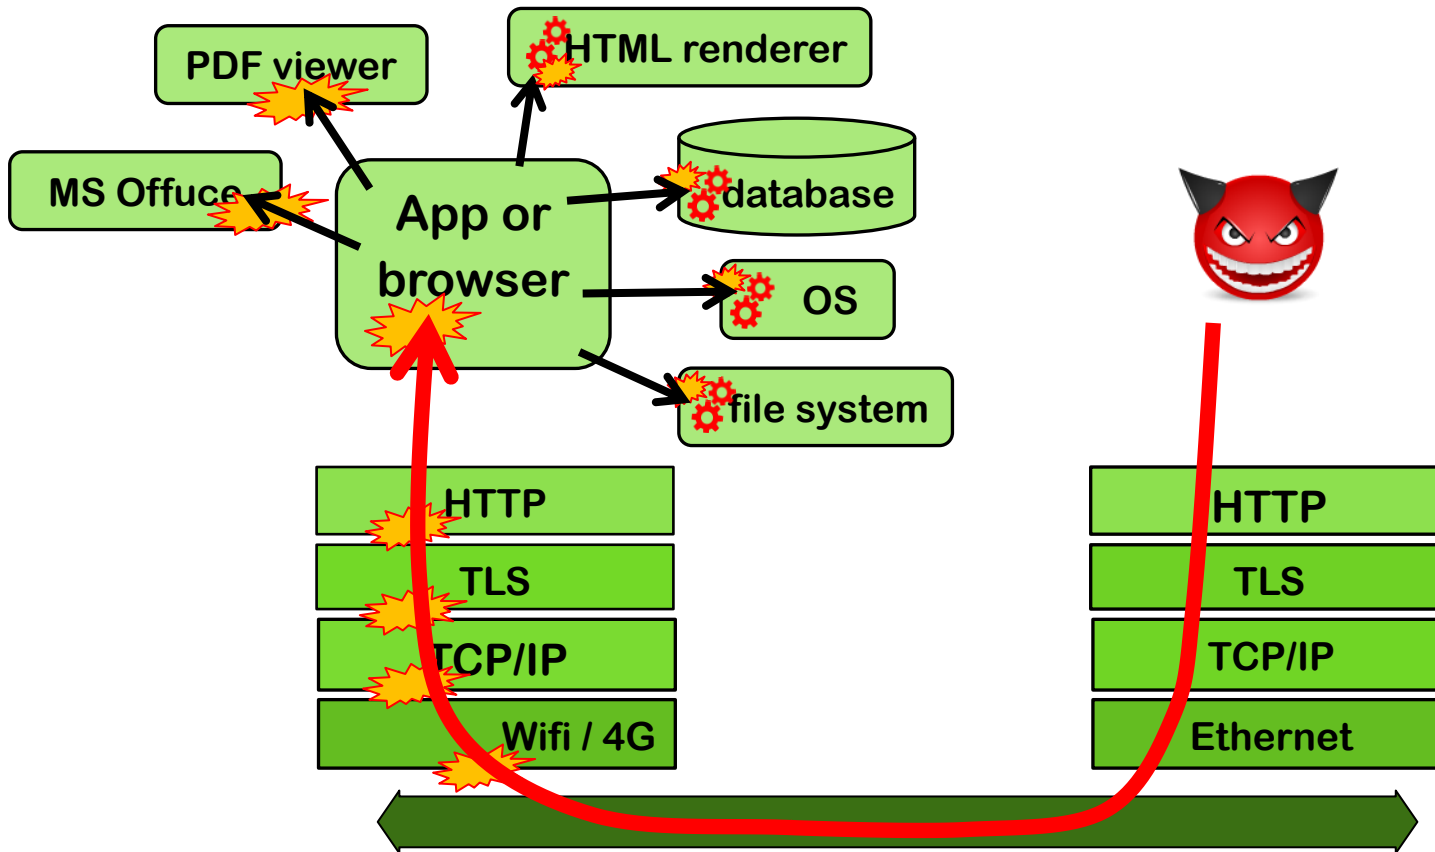 PDF viewer
HTML renderer
MS Offuce
App or
browser
database
OS
file system
HTTP
TLS
TCP/IP
Wifi / 4G
HTTP
TLS
TCP/IP
Ethernet